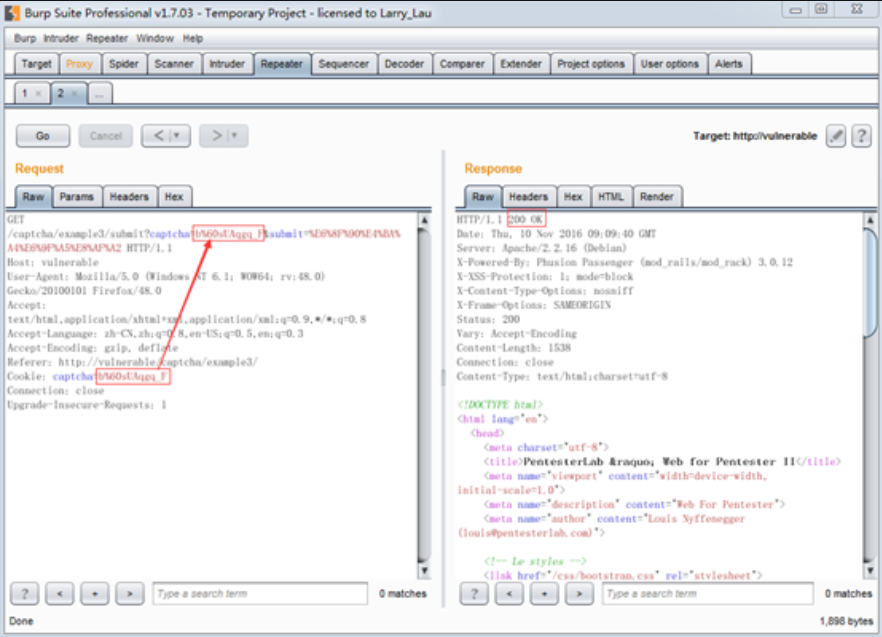 Burp Suite Professional v1.7.03 - Temporary Project - licensed to Larry_Lau
Burp Intruder Repeater Window Help
Target Proxy Spider Scanner Intruder Repeater Sequencer Decoder Comparer Extender Project options User options Alerts
1 × 2 × ...
Go Cancel < | ▾ > | ▾ Target: http://vulnerable ?
Request
Raw Params Headers Hex
GET
/captcha/example3/submit?captcha=b%60sUAqgq_F&submit=%E6%8F%90%E4%BA%
A4%E6%9F%A5%E8%AF%A2 HTTP/1.1
Host: vulnerable
User-Agent: Mozilla/5.0 (Windows NT 6.1; WOW64; rv:48.0)
Gecko/20100101 Firefox/48.0
Accept:
text/html,application/xhtml+xml,application/xml;q=0.9,*/*;q=0.8
Accept-Language: zh-CN,zh;q=0.8,en-US;q=0.5,en;q=0.3
Accept-Encoding: gzip, deflate
Referer: http://vulnerable/captcha/example3/
Cookie: captcha=b%60sUAqgq_F
Connection: close
Upgrade-Insecure-Requests: 1
? < + > Type a search term 0 matches
Response
Raw Headers Hex HTML Render
HTTP/1.1 200 OK
Date: Thu, 10 Nov 2016 09:09:40 GMT
Server: Apache/2.2.16 (Debian)
X-Powered-By: Phusion Passenger (mod_rails/mod_rack) 3.0.12
X-XSS-Protection: 1; mode=block
X-Content-Type-Options: nosniff
X-Frame-Options: SAMEORIGIN
Status: 200
Vary: Accept-Encoding
Content-Length: 1538
Connection: close
Content-Type: text/html;charset=utf-8
<!DOCTYPE html>
<html lang="en">
<head>
<meta charset="utf-8">
<title>PentesterLab &raquo; Web for Pentester II</title>
<meta name="viewport" content="width=device-width,
initial-scale=1.0">
<meta name="description" content="Web For Pentester">
<meta name="author" content="Louis Nyffenegger
(louis@pentesterlab.com)">
<!-- Le styles -->
<link href="/css/bootstrap.css" rel="stylesheet">
? < + > Type a search term 0 matches
Done 1,898 bytes